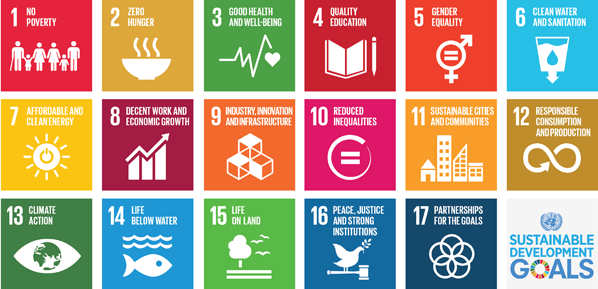 1 NO
POVERTY
2 ZERO
HUNGER
3 GOOD HEALTH
AND WELL-BEING
4 QUALITY
EDUCATION
5 GENDER
EQUALITY
6 CLEAN WATER
AND SANITATION
7 AFFORDABLE AND
CLEAN ENERGY
8 DECENT WORK AND
ECONOMIC GROWTH
9 INDUSTRY, INNOVATION
AND INFRASTRUCTURE
10 REDUCED
INEQUALITIES
11 SUSTAINABLE CITIES
AND COMMUNITIES
12 RESPONSIBLE
CONSUMPTION
AND PRODUCTION
13 CLIMATE
ACTION
14 LIFE
BELOW WATER
15 LIFE
ON LAND
16 PEACE, JUSTICE
AND STRONG
INSTITUTIONS
17 PARTNERSHIPS
FOR THE GOALS
SUSTAINABLE
DEVELOPMENT
GOALS